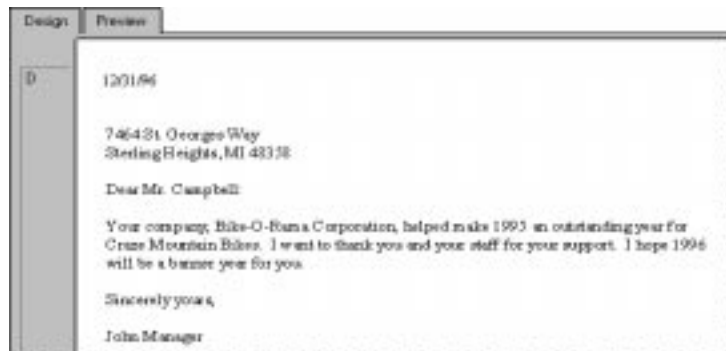 Design Preview
D
12/31/96
7464 St. Georges Way
Sterling Heights, MI 48358
Dear Mr. Campbell:
Your company, Bike-O-Rama Corporation, helped make 1995 an outstanding year for
Craze Mountain Bikes. I want to thank you and your staff for your support. I hope 1996
will be a banner year for you.
Sincerely yours,
John Manager